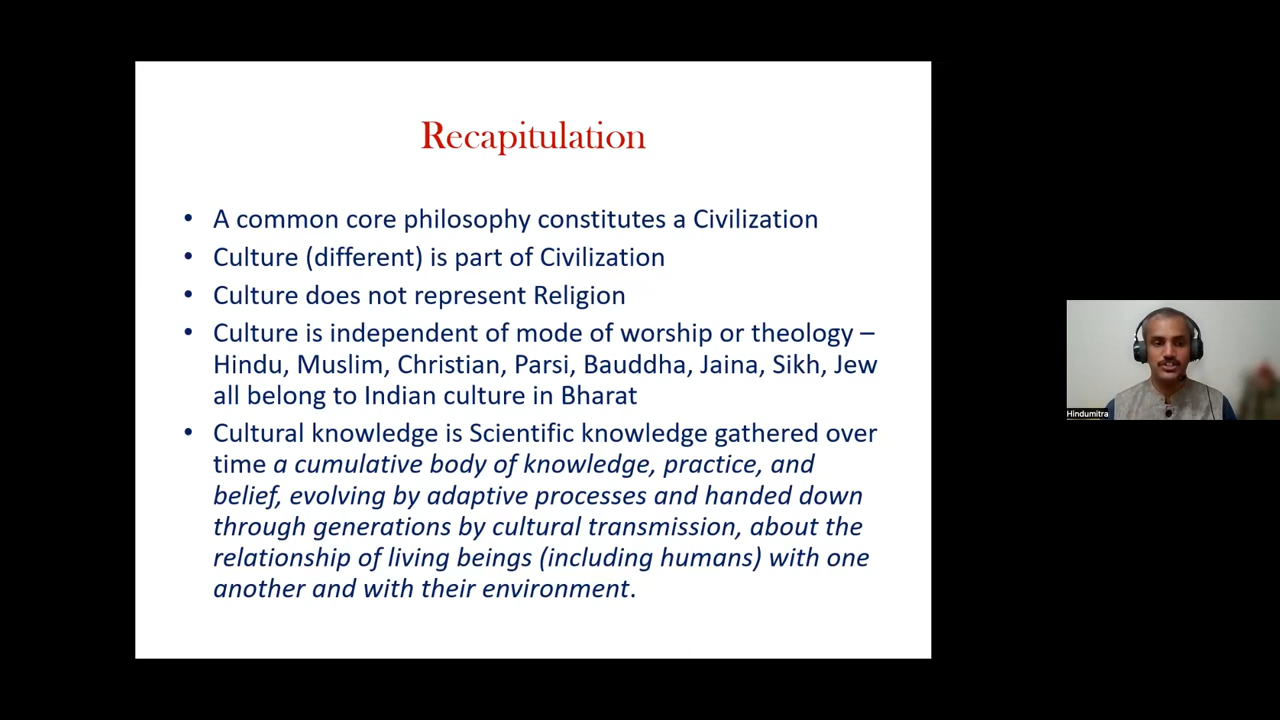 Recapitulation
• A common core philosophy constitutes a Civilization
• Culture (different) is part of Civilization
• Culture does not represent Religion
• Culture is independent of mode of worship or theology –
Hindu, Muslim, Christian, Parsi, Bauddha, Jaina, Sikh, Jew
all belong to Indian culture in Bharat
• Cultural knowledge is Scientific knowledge gathered over
time a cumulative body of knowledge, practice, and
belief, evolving by adaptive processes and handed down
through generations by cultural transmission, about the
relationship of living beings (including humans) with one
another and with their environment.
Hindumitra